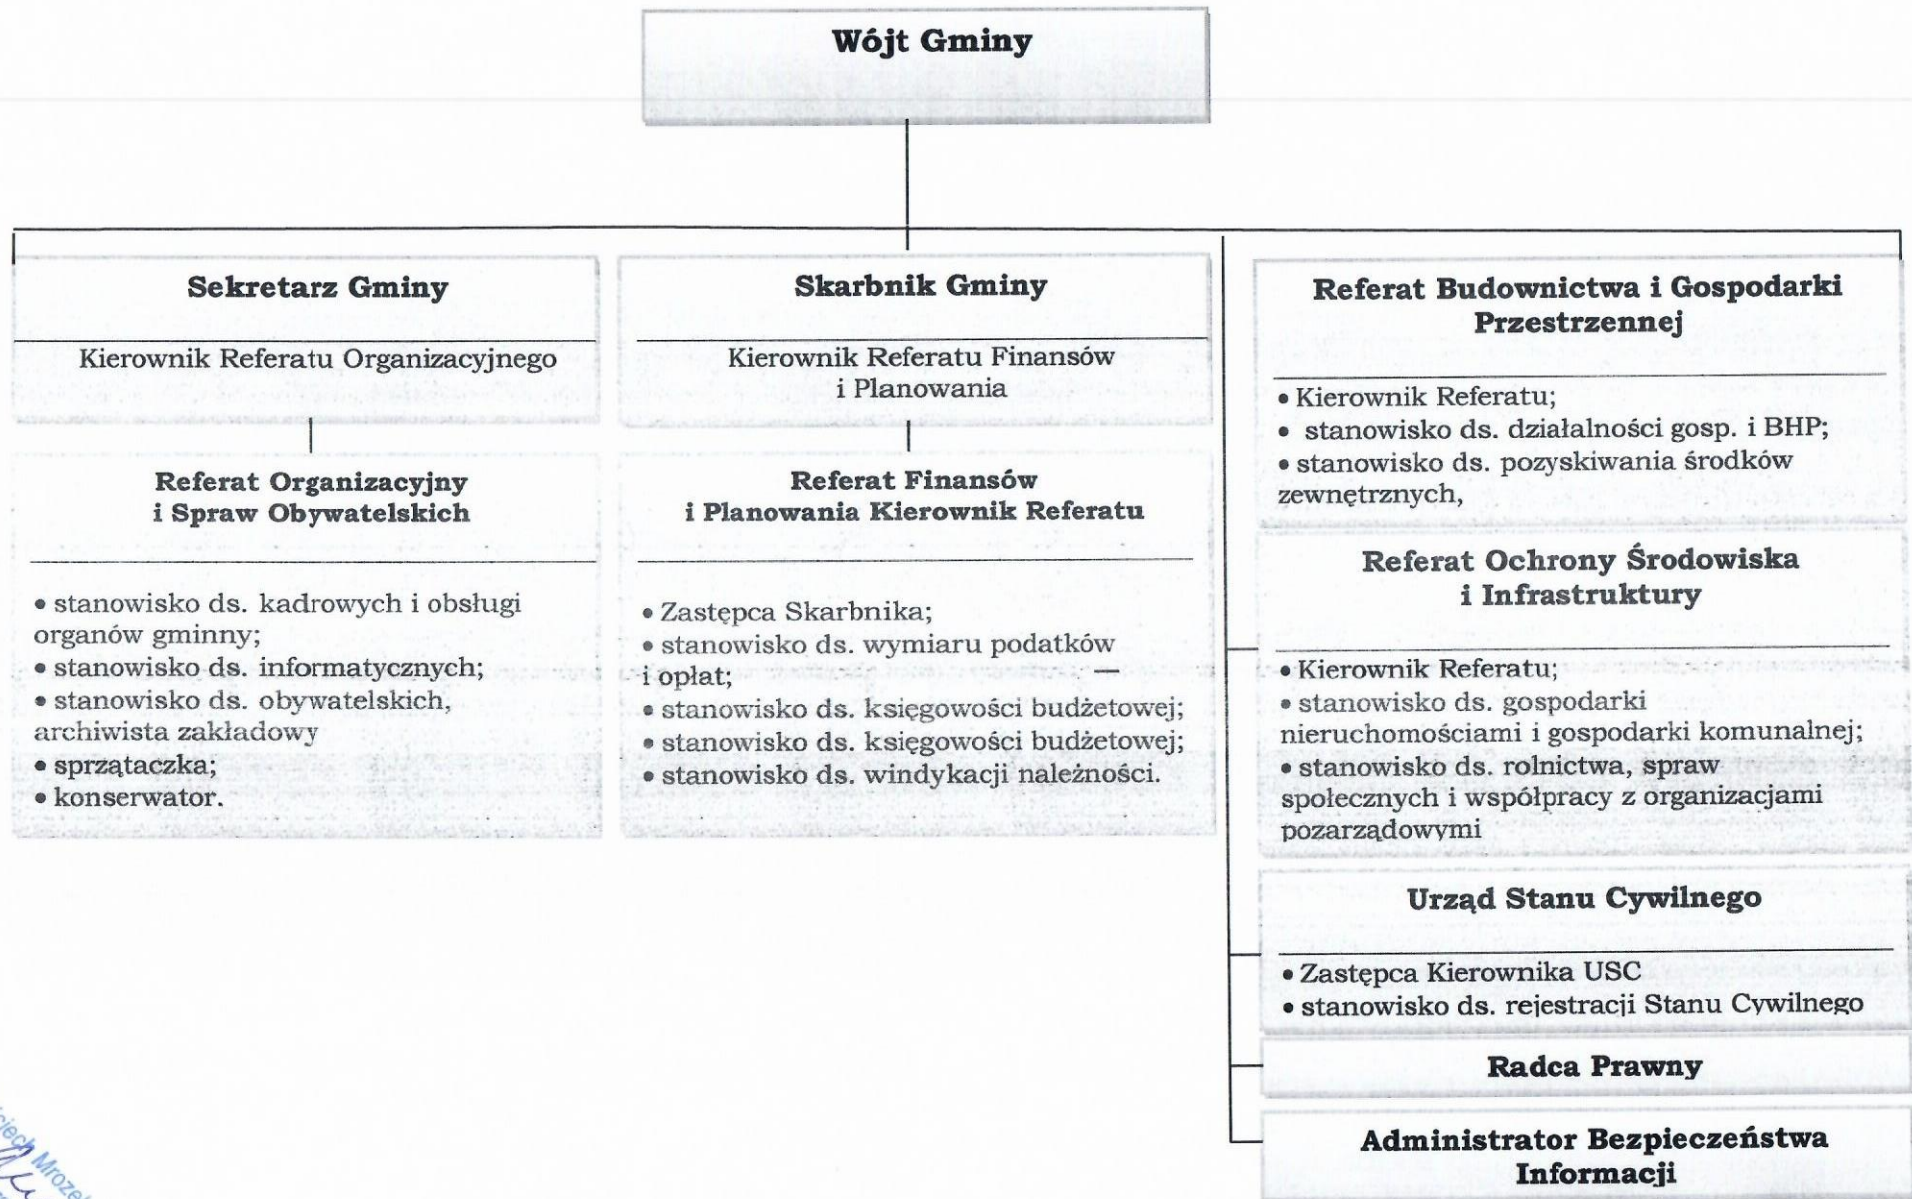 Wójt Gminy
Sekretarz Gminy
Kierownik Referatu Organizacyjnego
Referat Organizacyjny
i Spraw Obywatelskich
• stanowisko ds. kadrowych i obsługi
organów gminny;
• stanowisko ds. informatycznych;
• stanowisko ds. obywatelskich,
archiwista zakładowy
• sprzątaczka;
• konserwator.
Skarbnik Gminy
Kierownik Referatu Finansów
i Planowania
Referat Finansów
i Planowania Kierownik Referatu
• Zastępca Skarbnika;
• stanowisko ds. wymiaru podatków
i opłat;
• stanowisko ds. księgowości budżetowej;
• stanowisko ds. księgowości budżetowej;
• stanowisko ds. windykacji należności.
Referat Budownictwa i Gospodarki
Przestrzennej
• Kierownik Referatu;
• stanowisko ds. działalności gosp. i BHP;
• stanowisko ds. pozyskiwania środków
zewnętrznych,
Referat Ochrony Środowiska
i Infrastruktury
• Kierownik Referatu;
• stanowisko ds. gospodarki
nieruchomościami i gospodarki komunalnej;
• stanowisko ds. rolnictwa, spraw
społecznych i współpracy z organizacjami
pozarządowymi
Urząd Stanu Cywilnego
• Zastępca Kierownika USC
• stanowisko ds. rejestracji Stanu Cywilnego
Radca Prawny
Administrator Bezpieczeństwa
Informacji